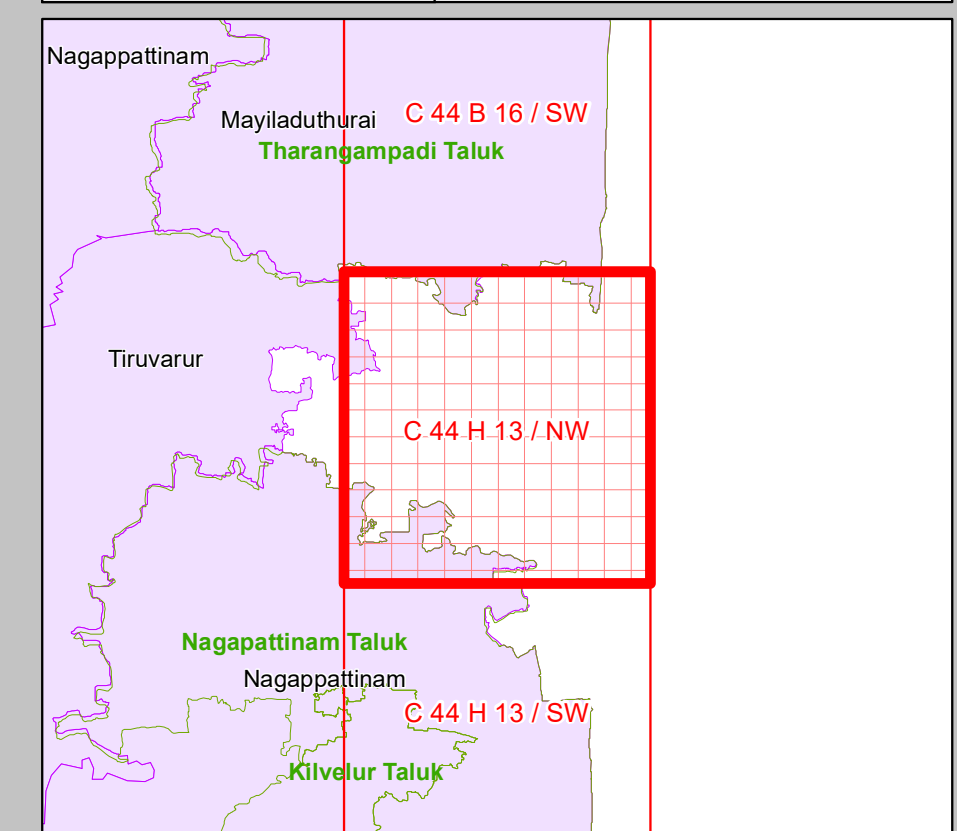 Nagappattinam
Mayiladuthurai
C 44 B 16 / SW
Tharangampadi Taluk
Tiruvarur
C 44 H 13 / NW
Nagapattinam Taluk
Nagappattinam
C 44 H 13 / SW
Kilvelur Taluk